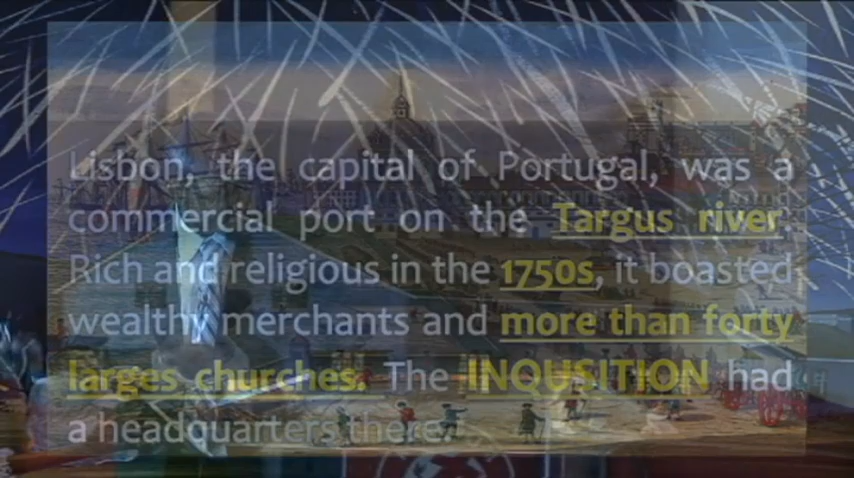 Lisbon, the capital of Portugal, was a
commercial port on the Targus river.
Rich and religious in the 1750s, it boasted
wealthy merchants and more than forty
larges churches. The INQUSITION had
a headquarters there.